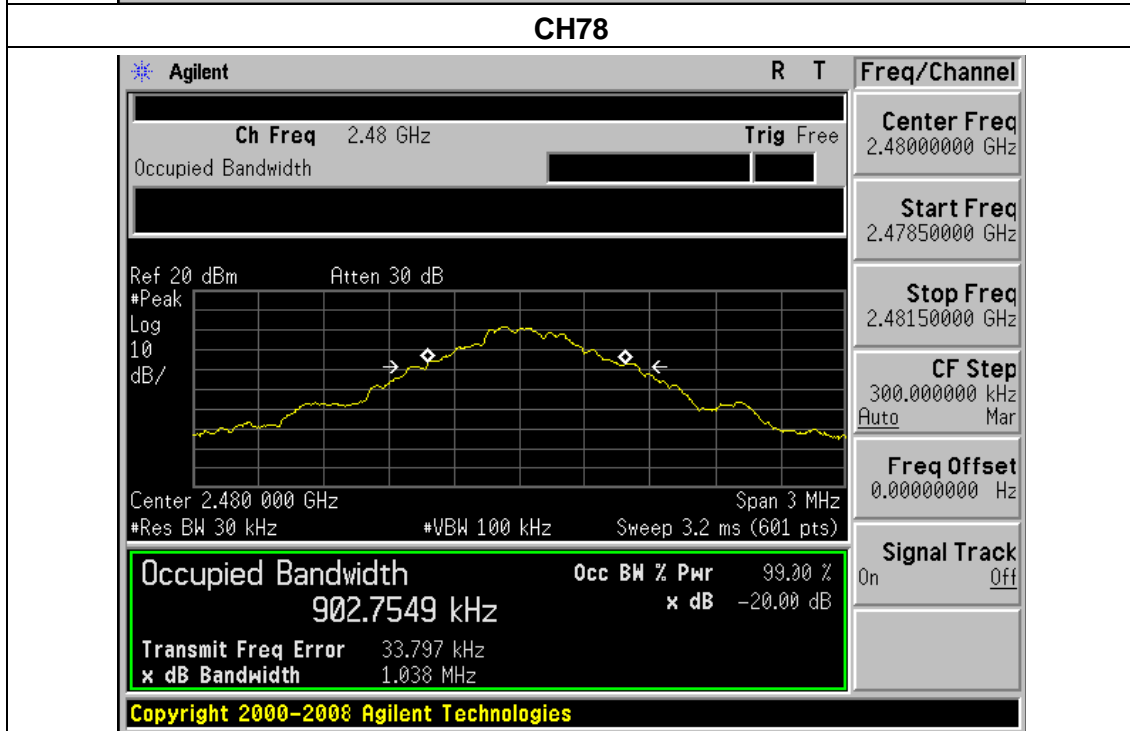 CH78
Agilent R T Freq/Channel
Ch Freq 2.48 GHz Trig Free
Occupied Bandwidth
Center Freq
2.48000000 GHz
Start Freq
2.47850000 GHz
Stop Freq
2.48150000 GHz
CF Step
300.000000 kHz
Auto Mar
Freq Offset
0.00000000 Hz
Signal Track
On Off
Ref 20 dBm Atten 30 dB
#Peak
Log
10
dB/
Center 2.480 000 GHz Span 3 MHz
#Res BW 30 kHz #VBW 100 kHz Sweep 3.2 ms (601 pts)
Occupied Bandwidth Occ BW % Pwr 99.00 %
902.7549 kHz x dB -20.00 dB
Transmit Freq Error 33.797 kHz
x dB Bandwidth 1.038 MHz
Copyright 2000-2008 Agilent Technologies